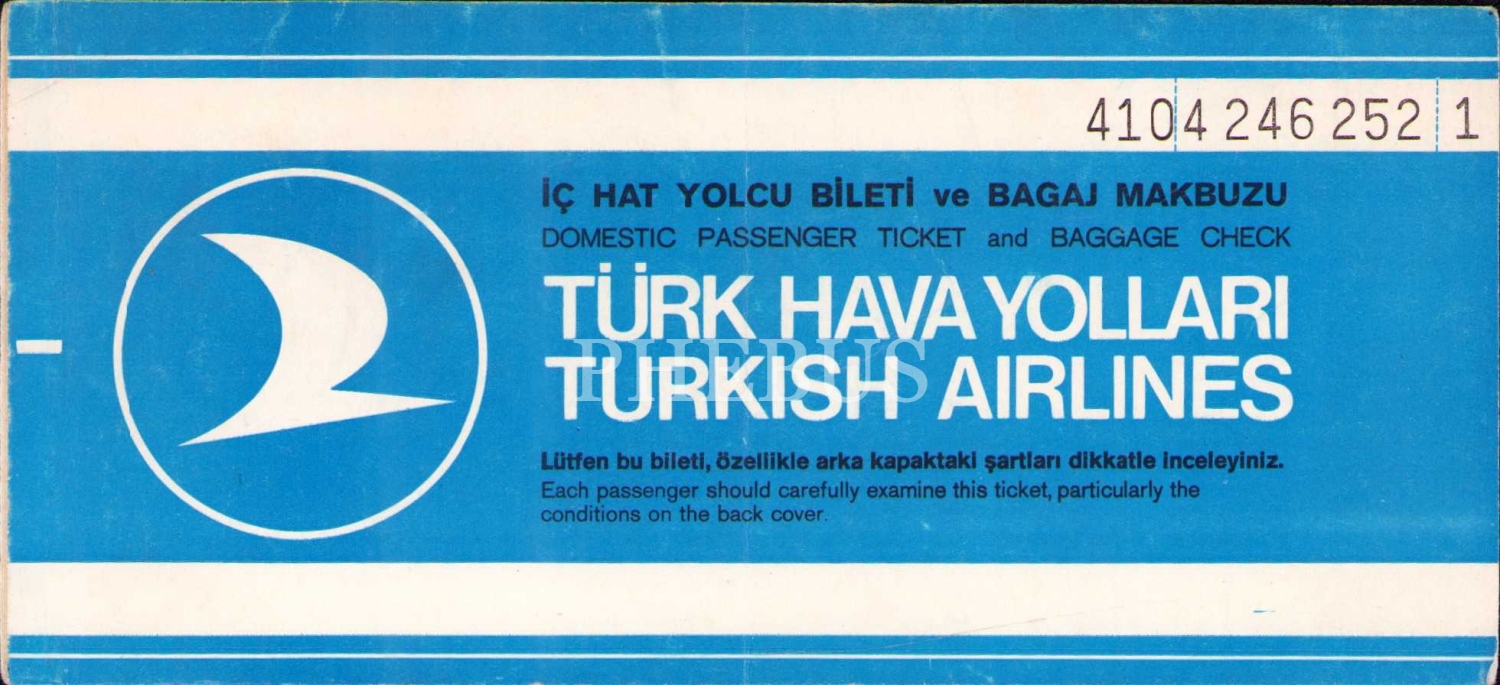 4104 246 252 1
İÇ HAT YOLCU BİLETİ ve BAGAJ MAKBUZU
DOMESTIC PASSENGER TICKET and BAGGAGE CHECK
TÜRK HAVA YOLLARI
PHEBUS
TURKISH AIRLINES
Lütfen bu bileti, özellikle arka kapaktaki şartları dikkatle inceleyiniz.
Each passenger should carefully examine this ticket, particularly the
conditions on the back cover.